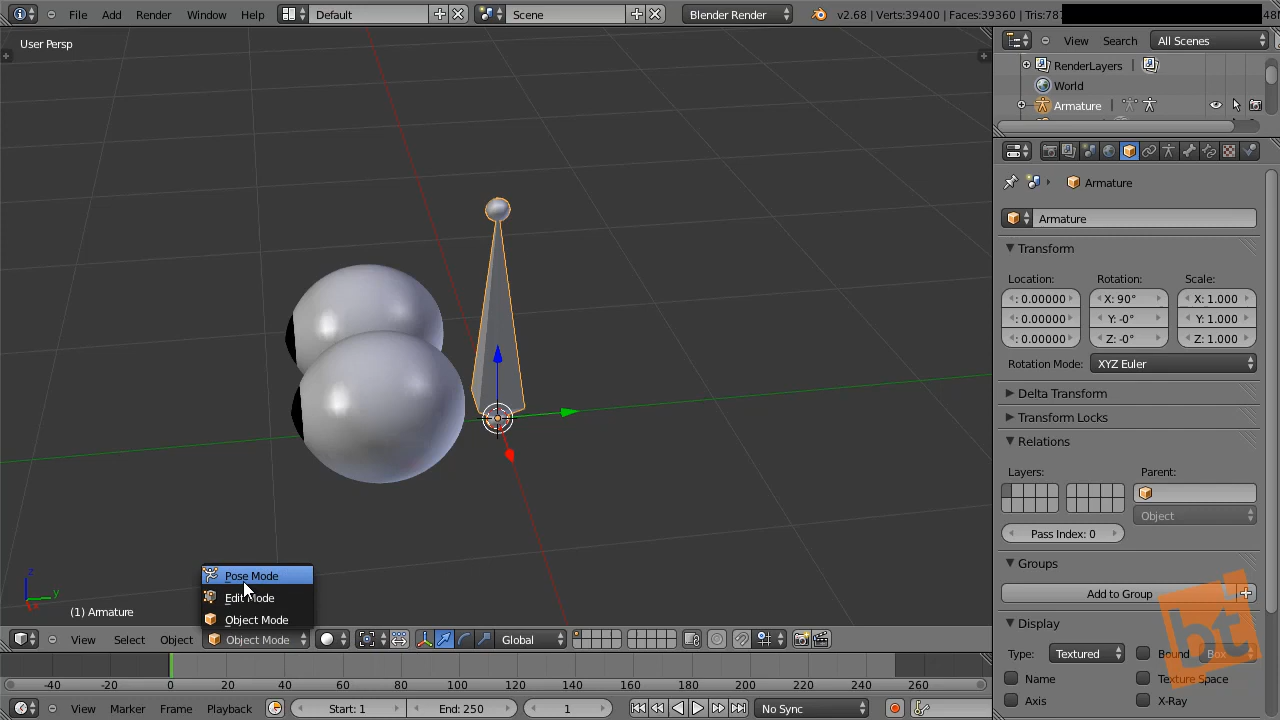 File Add Render Window Help Default Scene Blender Render v2.68 | Verts:39400 | Faces:39360 | Tris:78
View Search All Scenes
User Persp
RenderLayers
World
Armature
Armature
Armature
Transform
Location: Rotation: Scale:
: 0.00000 X: 90° X: 1.000
: 0.00000 Y: -0° Y: 1.000
: 0.00000 Z: -0° Z: 1.000
Rotation Mode: XYZ Euler
Delta Transform
Transform Locks
Relations
Layers: Parent:
Object
Pass Index: 0
Groups
Add to Group
Display
Type: Textured Bound Box
Name Texture Space
Axis X-Ray
bt
z
y
x
(1) Armature
Pose Mode
Edit Mode
Object Mode
View Select Object Object Mode Global
-40 -20 0 20 40 60 80 100 120 140 160 180 200 220 240 260
View Marker Frame Playback Start: 1 End: 250 1 No Sync